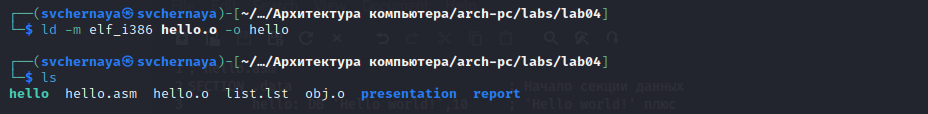 ┌──(svchernaya㉿svchernaya)-[~/…/Архитектура компьютера/arch-pc/labs/lab04]
└─$ ld -m elf_i386 hello.o -o hello
┌──(svchernaya㉿svchernaya)-[~/…/Архитектура компьютера/arch-pc/labs/lab04]
└─$ ls
hello hello.asm hello.o list.lst obj.o presentation report